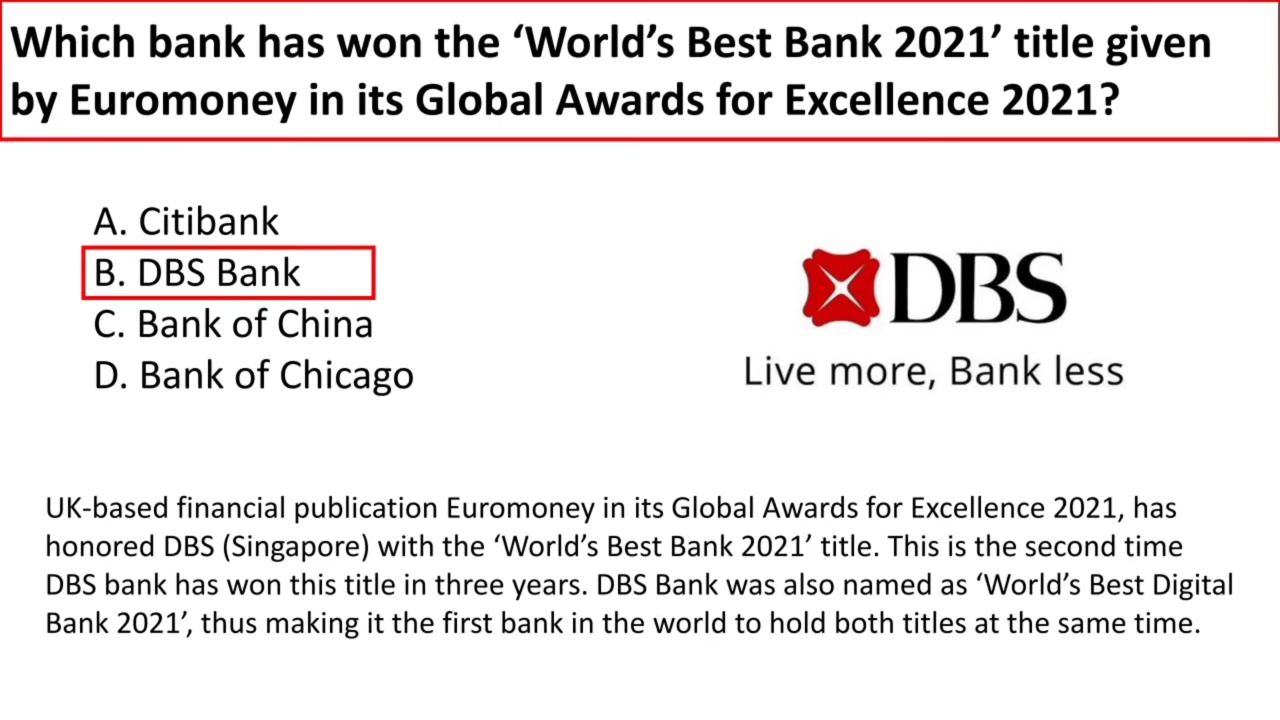 Which bank has won the ‘World’s Best Bank 2021’ title given
by Euromoney in its Global Awards for Excellence 2021?
A. Citibank
B. DBS Bank
C. Bank of China
D. Bank of Chicago
DBS
Live more, Bank less
UK-based financial publication Euromoney in its Global Awards for Excellence 2021, has
honored DBS (Singapore) with the ‘World’s Best Bank 2021’ title. This is the second time
DBS bank has won this title in three years. DBS Bank was also named as ‘World’s Best Digital
Bank 2021’, thus making it the first bank in the world to hold both titles at the same time.